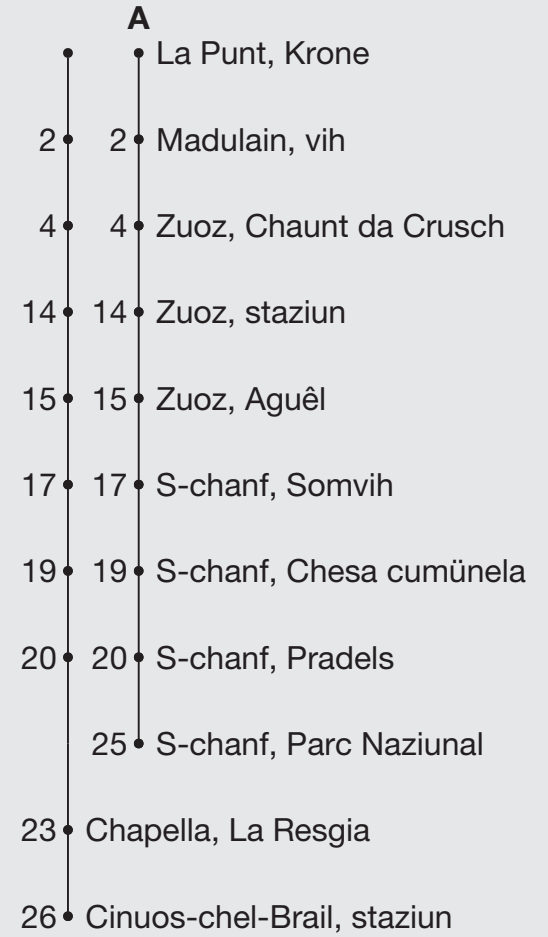 A
La Punt, Krone
2 2 Madulain, vih
4 4 Zuoz, Chaunt da Crusch
14 14 Zuoz, staziun
15 15 Zuoz, Aguêl
17 17 S-chanf, Somvih
19 19 S-chanf, Chesa cumünela
20 20 S-chanf, Pradels
25 S-chanf, Parc Naziunal
23 Chapella, La Resgia
26 Cinuos-chel-Brail, staziun